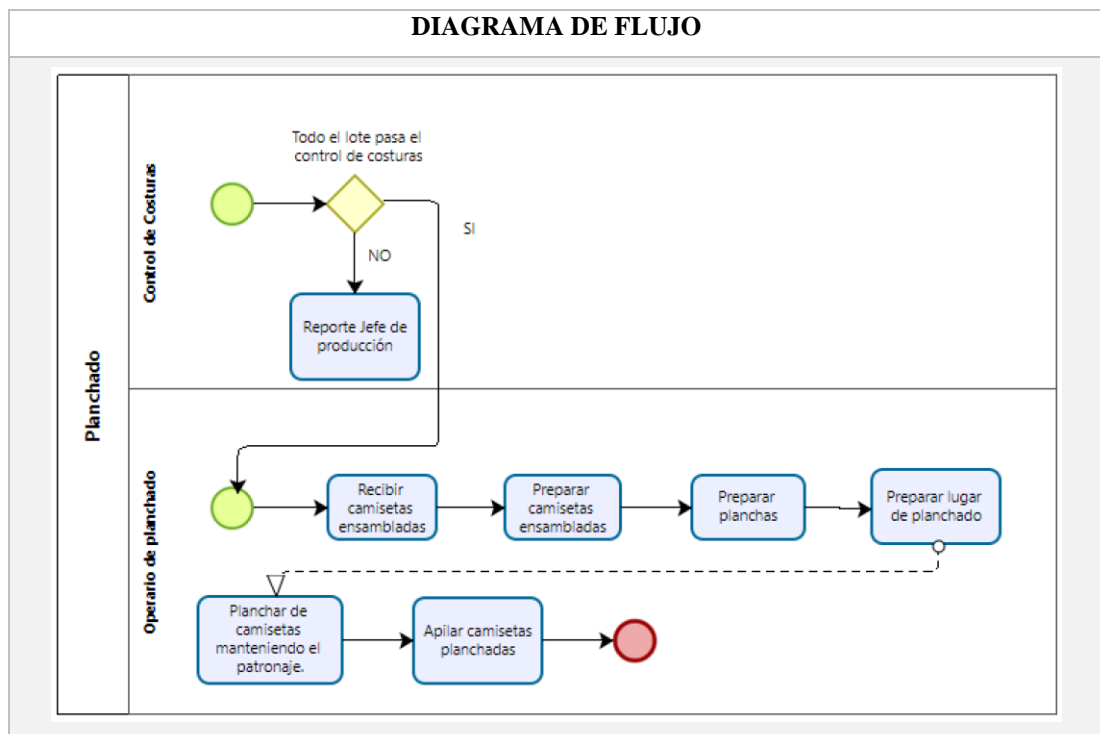 DIAGRAMA DE FLUJO
Planchado
Control de Costuras
Todo el lote pasa el
control de costuras
SI
NO
Reporte Jefe de
producción
Operario de planchado
Recibir
camisetas
ensambladas
Preparar
camisetas
ensambladas
Preparar
planchas
Preparar lugar
de planchado
Planchar de
camisetas
manteniendo el
patronaje.
Apilar camisetas
planchadas